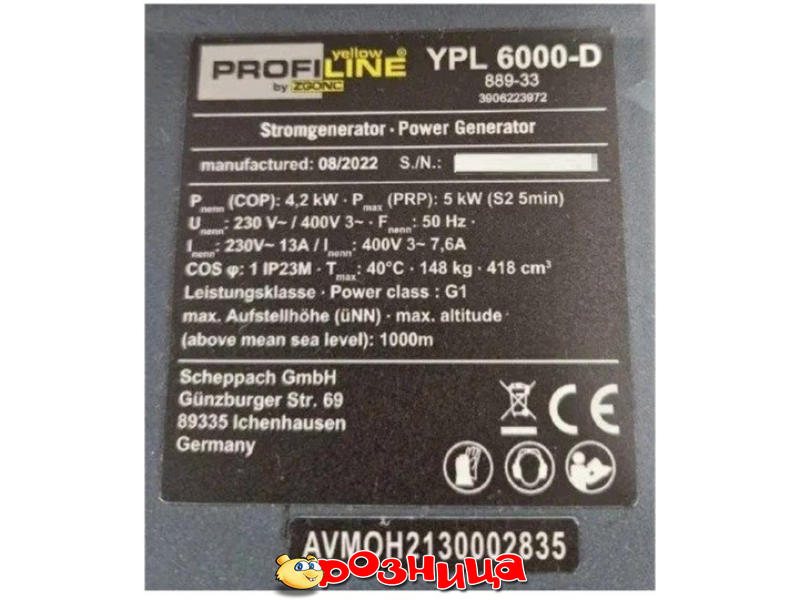 PROFI yellow LINE ®
by ZGONC
YPL 6000-D
889-33
3906223972
Stromgenerator · Power Generator
manufactured: 08/2022 S./N.:
Pnenn (COP): 4,2 kW · Pmax (PRP): 5 kW (S2 5min)
Unenn: 230 V~ / 400V 3~ · Fnenn: 50 Hz ·
Inenn: 230V~ 13A / Inenn: 400V 3~ 7,6A
COS φ: 1 IP23M · Tmax: 40°C · 148 kg · 418 cm³
Leistungsklasse · Power class : G1
max. Aufstellhöhe (üNN) · max. altitude
(above mean sea level): 1000m
Scheppach GmbH
Günzburger Str. 69
89335 Ichenhausen
Germany
CE
AVMOH2130002835
Розница